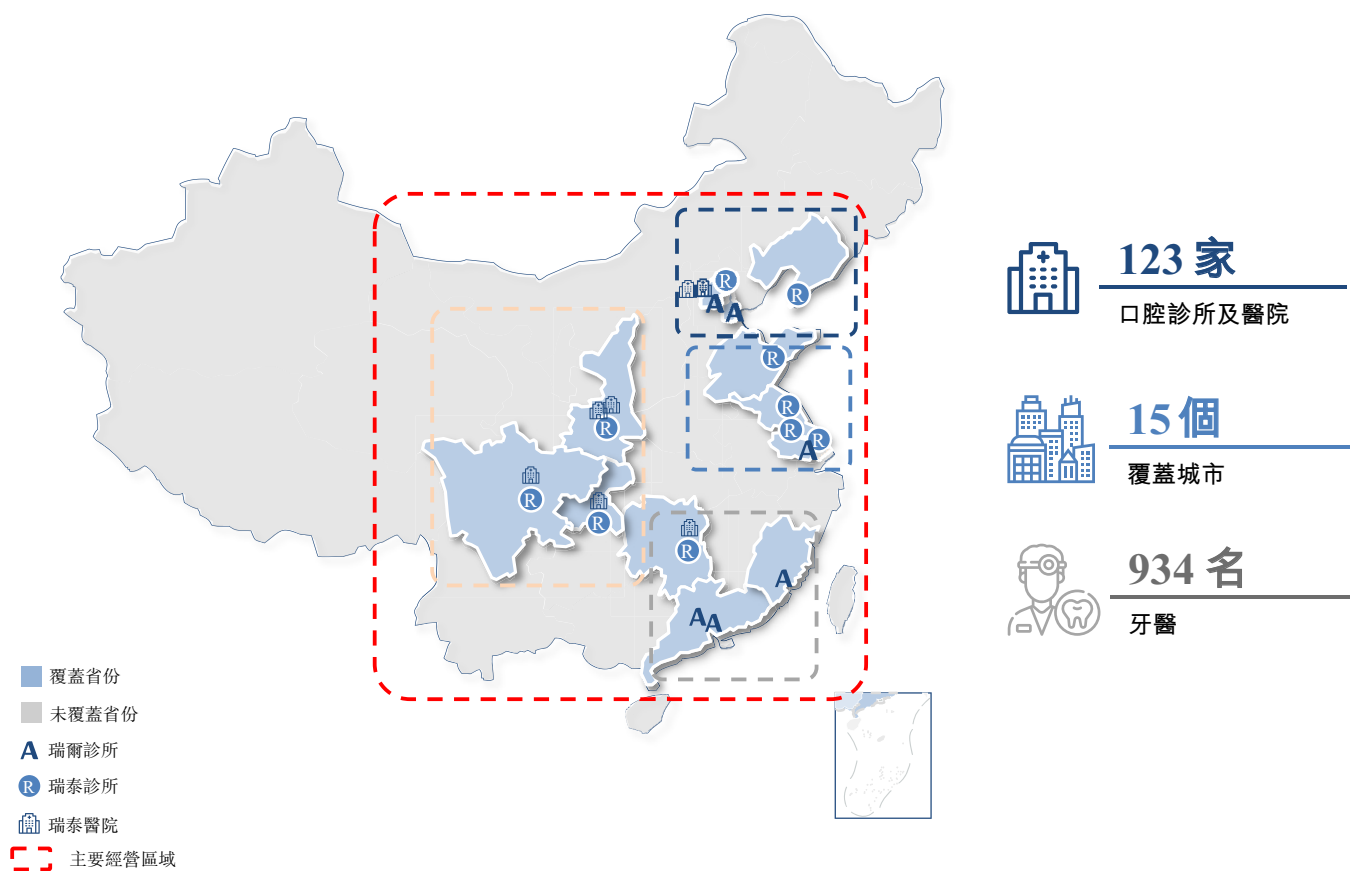 123 家
口腔診所及醫院
15 個
覆蓋城市
934 名
牙醫
R
R
A
A
R
R
R
R
R
A
R
R
R
A
A
A
覆蓋省份
未覆蓋省份
A 瑞爾診所
R 瑞泰診所
瑞泰醫院
主要經營區域